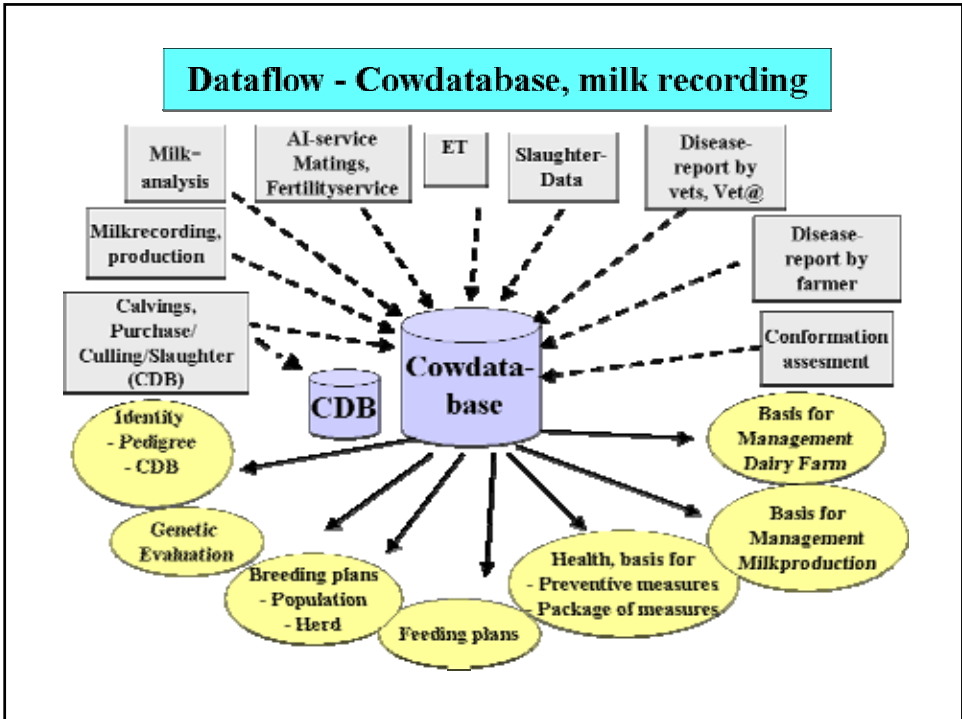 Dataflow - Cowdatabase, milk recording
Milk-
analysis
AI-service
Matings,
Fertilityservice
ET
Slaughter-
Data
Disease-
report by
vets, Vet@
Milkrecording,
production
Disease-
report by
farmer
Calvings,
Purchase/
Culling/Slaughter
(CDB)
Conformation
assesment
CDB
Cowdata-
base
Identity
- Pedigree
- CDB
Genetic
Evaluation
Breeding plans
- Population
- Herd
Feeding plans
Health, basis for
- Preventive measures
- Package of measures
Basis for
Management
Milkproduction
Basis for
Management
Dairy Farm